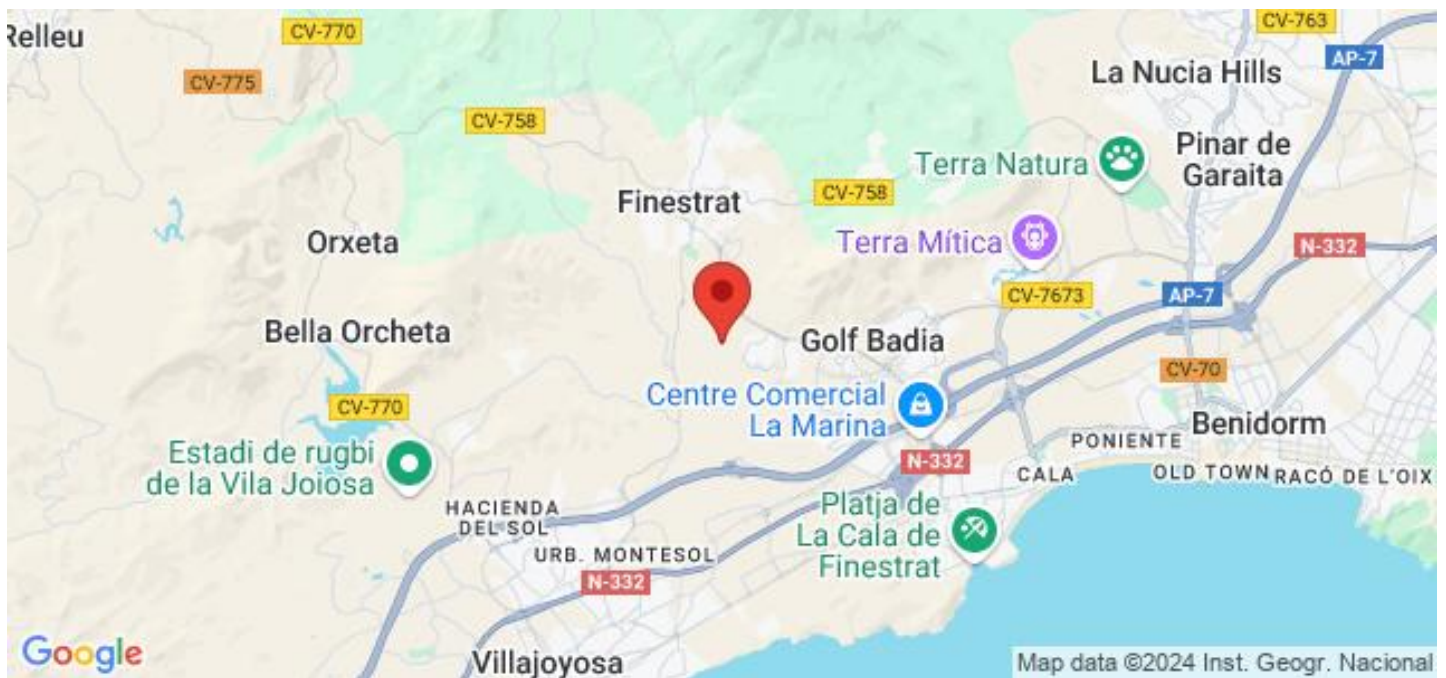 Relleu
CV-770
CV-763
AP-7
CV-775
La Nucia Hills
CV-758
Terra Natura
Pinar de
Garaita
Finestrat
CV-758
Orxeta
Terra Mítica
N-332
CV-7673
AP-7
Bella Orcheta
Golf Badia
CV-70
Centre Comercial
La Marina
CV-770
Benidorm
PONIENTE
Estadi de rugbi
de la Vila Joiosa
N-332
CALA
OLD TOWN
RACÓ DE L'OIX
HACIENDA
DEL SOL
Platja de
La Cala de
Finestrat
URB. MONTESOL
N-332
Google
Villajoyosa
Map data ©2024 Inst. Geogr. Nacional